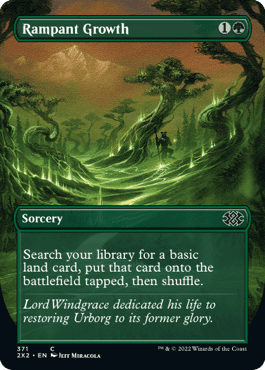 Rampant Growth 1
Sorcery
Search your library for a basic
land card, put that card onto the
battlefield tapped, then shuffle.
Lord Windgrace dedicated his life to
restoring Urborg to its former glory.
371 C
2X2 • EN Jeff Miracola ™ & © 2022 Wizards of the Coast